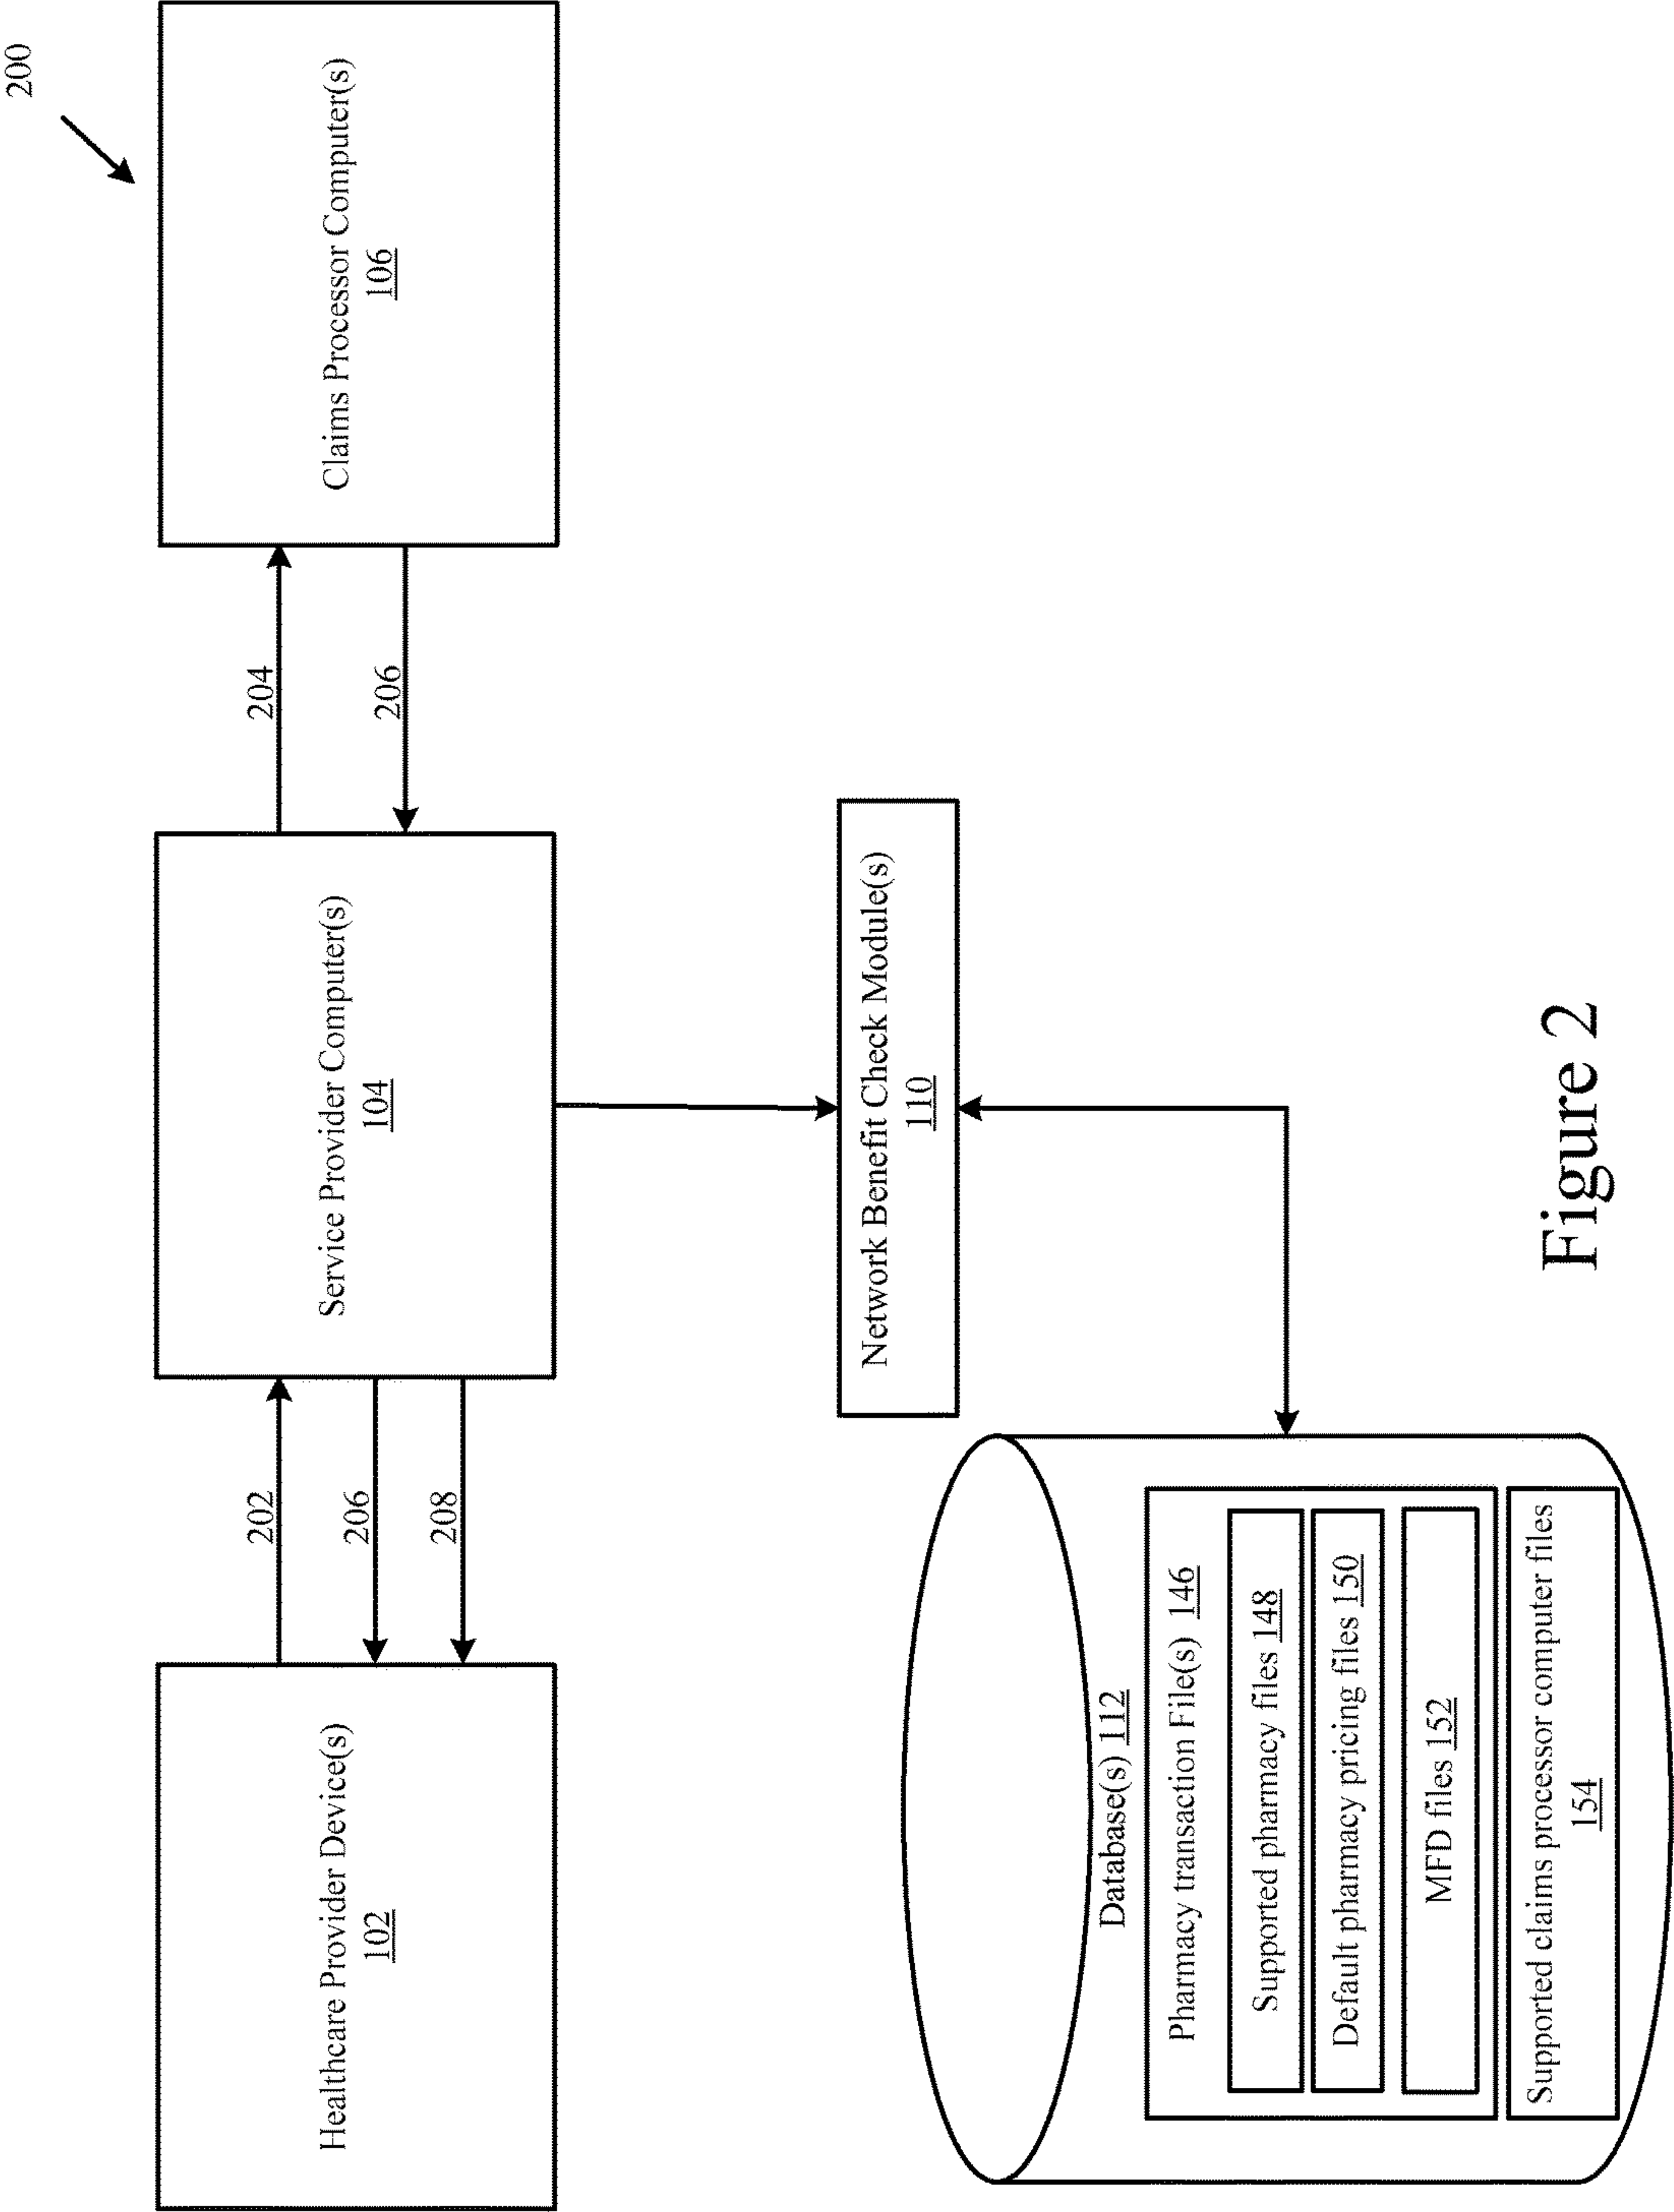 200
Healthcare Provider Device(s)
102
202
206
208
Service Provider Computer(s)
104
204
206
Claims Processor Computer(s)
106
Network Benefit Check Module(s)
110
Database(s) 112
Pharmacy transaction File(s) 146
Supported pharmacy files 148
Default pharmacy pricing files 150
MFD files 152
Supported claims processor computer files
154
Figure 2